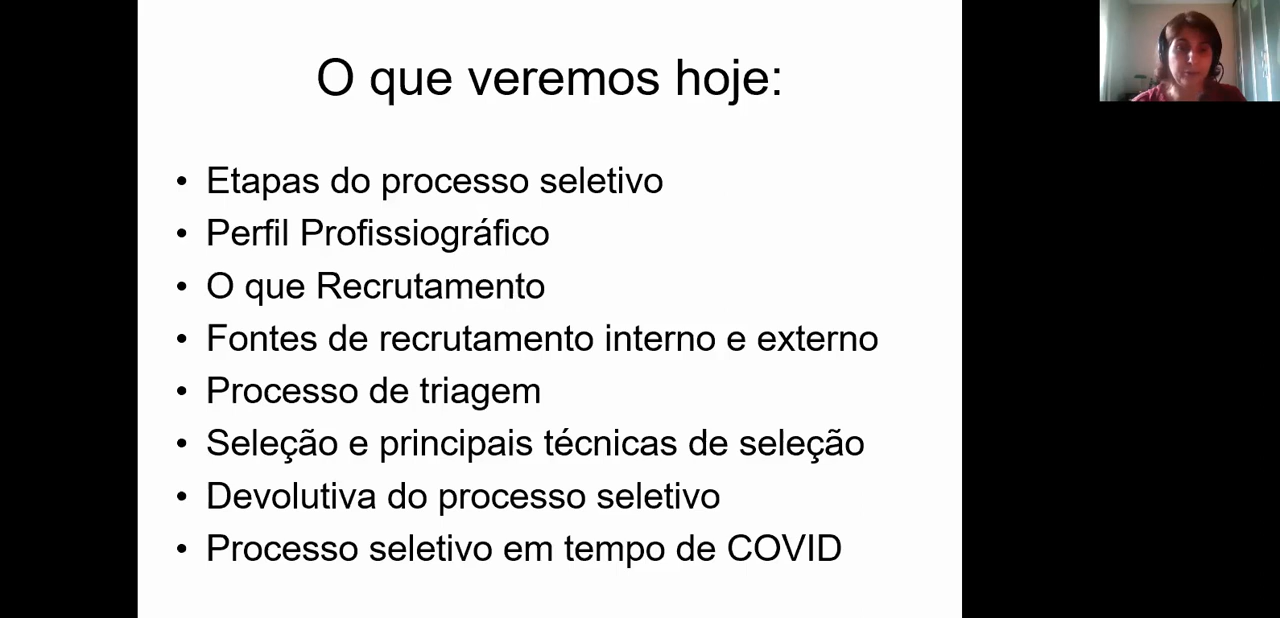 O que veremos hoje:
• Etapas do processo seletivo
• Perfil Profissiográfico
• O que Recrutamento
• Fontes de recrutamento interno e externo
• Processo de triagem
• Seleção e principais técnicas de seleção
• Devolutiva do processo seletivo
• Processo seletivo em tempo de COVID